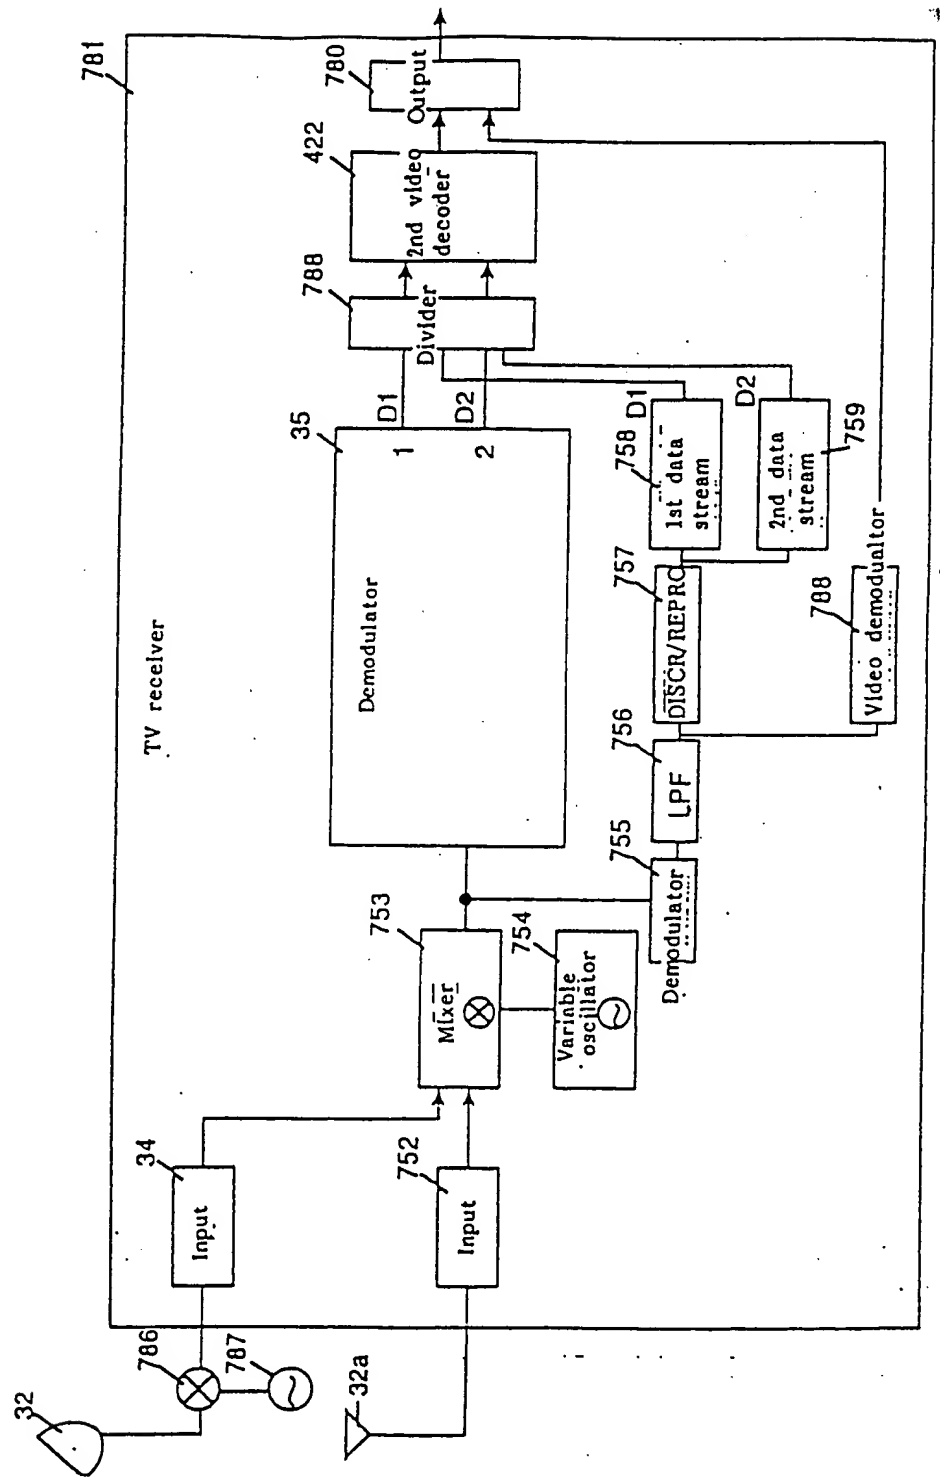 TV receiver
781
32
786
787
34
Input
32a
752
Input
753
Mixer
754
Variable
oscillator
35
Demodulator
1
2
D1
D2
788
Divider
422
2nd video
decoder
780
Output
755
Demodulator
756
LPF
757
DISCR/REPRO
758
1st data
stream
D1
759
2nd data
stream
D2
788
Video demodualtor